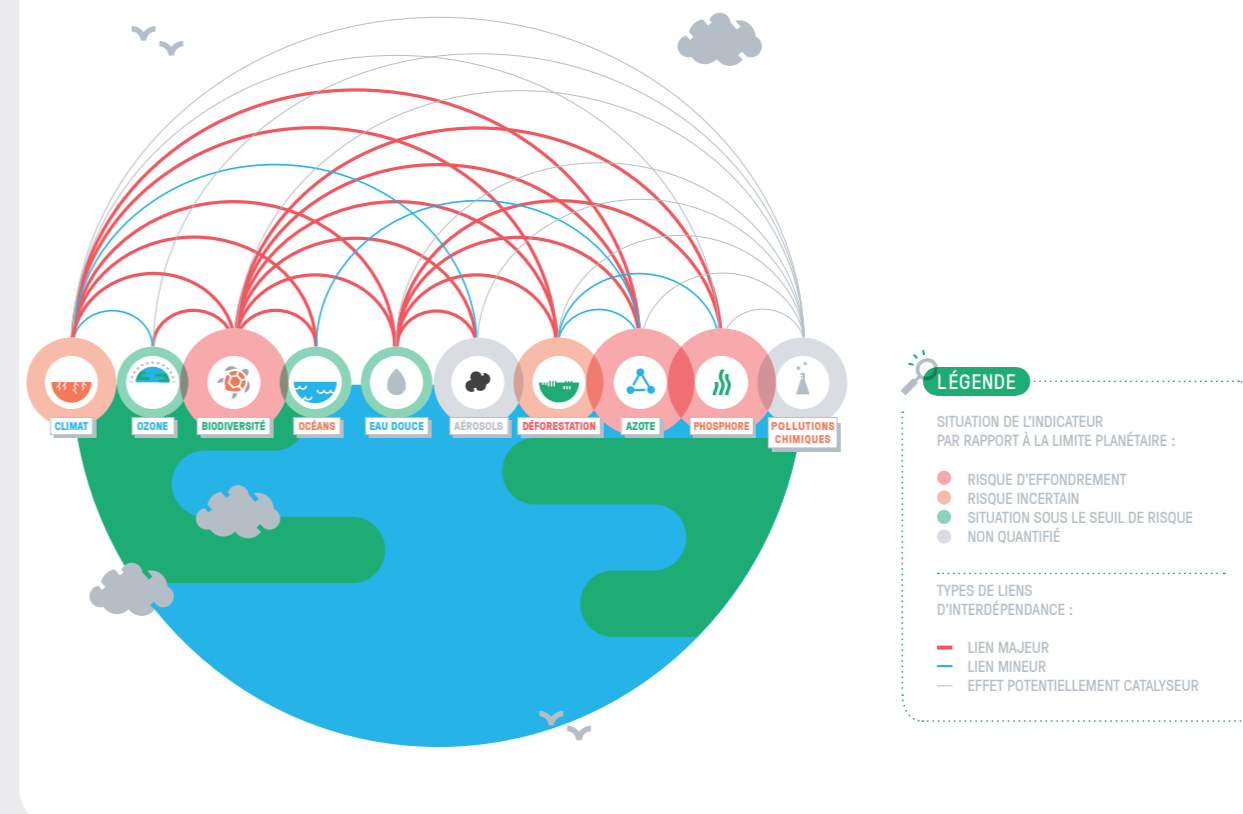 CLIMAT
OZONE
BIODIVERSITÉ
OCÉANS
EAU DOUCE
AÉROSOLS
DÉFORESTATION
AZOTE
PHOSPHORE
POLLUTIONS
CHIMIQUES
LÉGENDE
SITUATION DE L'INDICATEUR
PAR RAPPORT À LA LIMITE PLANÉTAIRE :
RISQUE D'EFFONDREMENT
RISQUE INCERTAIN
SITUATION SOUS LE SEUIL DE RISQUE
NON QUANTIFIÉ
TYPES DE LIENS
D'INTERDÉPENDANCE :
LIEN MAJEUR
LIEN MINEUR
EFFET POTENTIELLEMENT CATALYSEUR